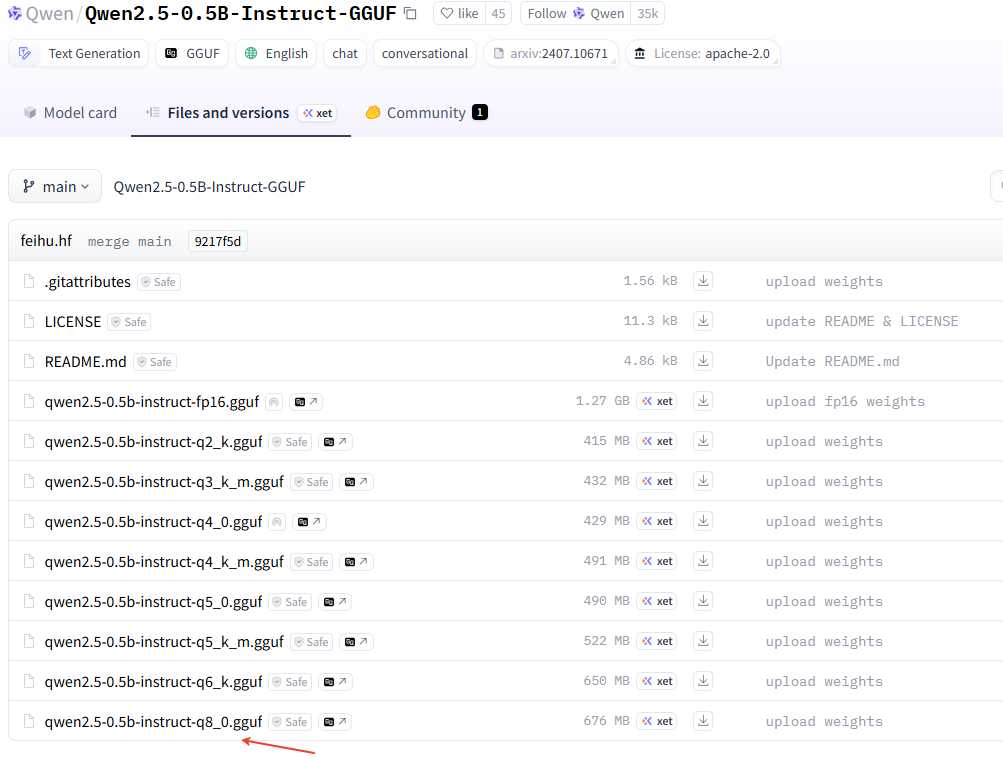 Qwen/Qwen2.5-0.5B-Instruct-GGUF like 45 Follow Qwen 35k
Text Generation GGUF English chat conversational arxiv:2407.10671 License: apache-2.0
Model card Files and versions xet Community 1
main Qwen2.5-0.5B-Instruct-GGUF
feihu.hf merge main 9217f5d
.gitattributes Safe 1.56 kB upload weights
LICENSE Safe 11.3 kB update README & LICENSE
README.md Safe 4.86 kB Update README.md
qwen2.5-0.5b-instruct-fp16.gguf 1.27 GB xet upload fp16 weights
qwen2.5-0.5b-instruct-q2_k.gguf Safe 415 MB xet upload weights
qwen2.5-0.5b-instruct-q3_k_m.gguf Safe 432 MB xet upload weights
qwen2.5-0.5b-instruct-q4_0.gguf 429 MB xet upload weights
qwen2.5-0.5b-instruct-q4_k_m.gguf Safe 491 MB xet upload weights
qwen2.5-0.5b-instruct-q5_0.gguf Safe 490 MB xet upload weights
qwen2.5-0.5b-instruct-q5_k_m.gguf Safe 522 MB xet upload weights
qwen2.5-0.5b-instruct-q6_k.gguf Safe 650 MB xet upload weights
qwen2.5-0.5b-instruct-q8_0.gguf Safe 676 MB xet upload weights